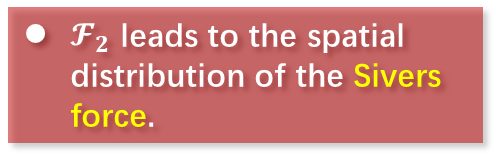 ● 𝓕₂ leads to the spatial
distribution of the Sivers
force.